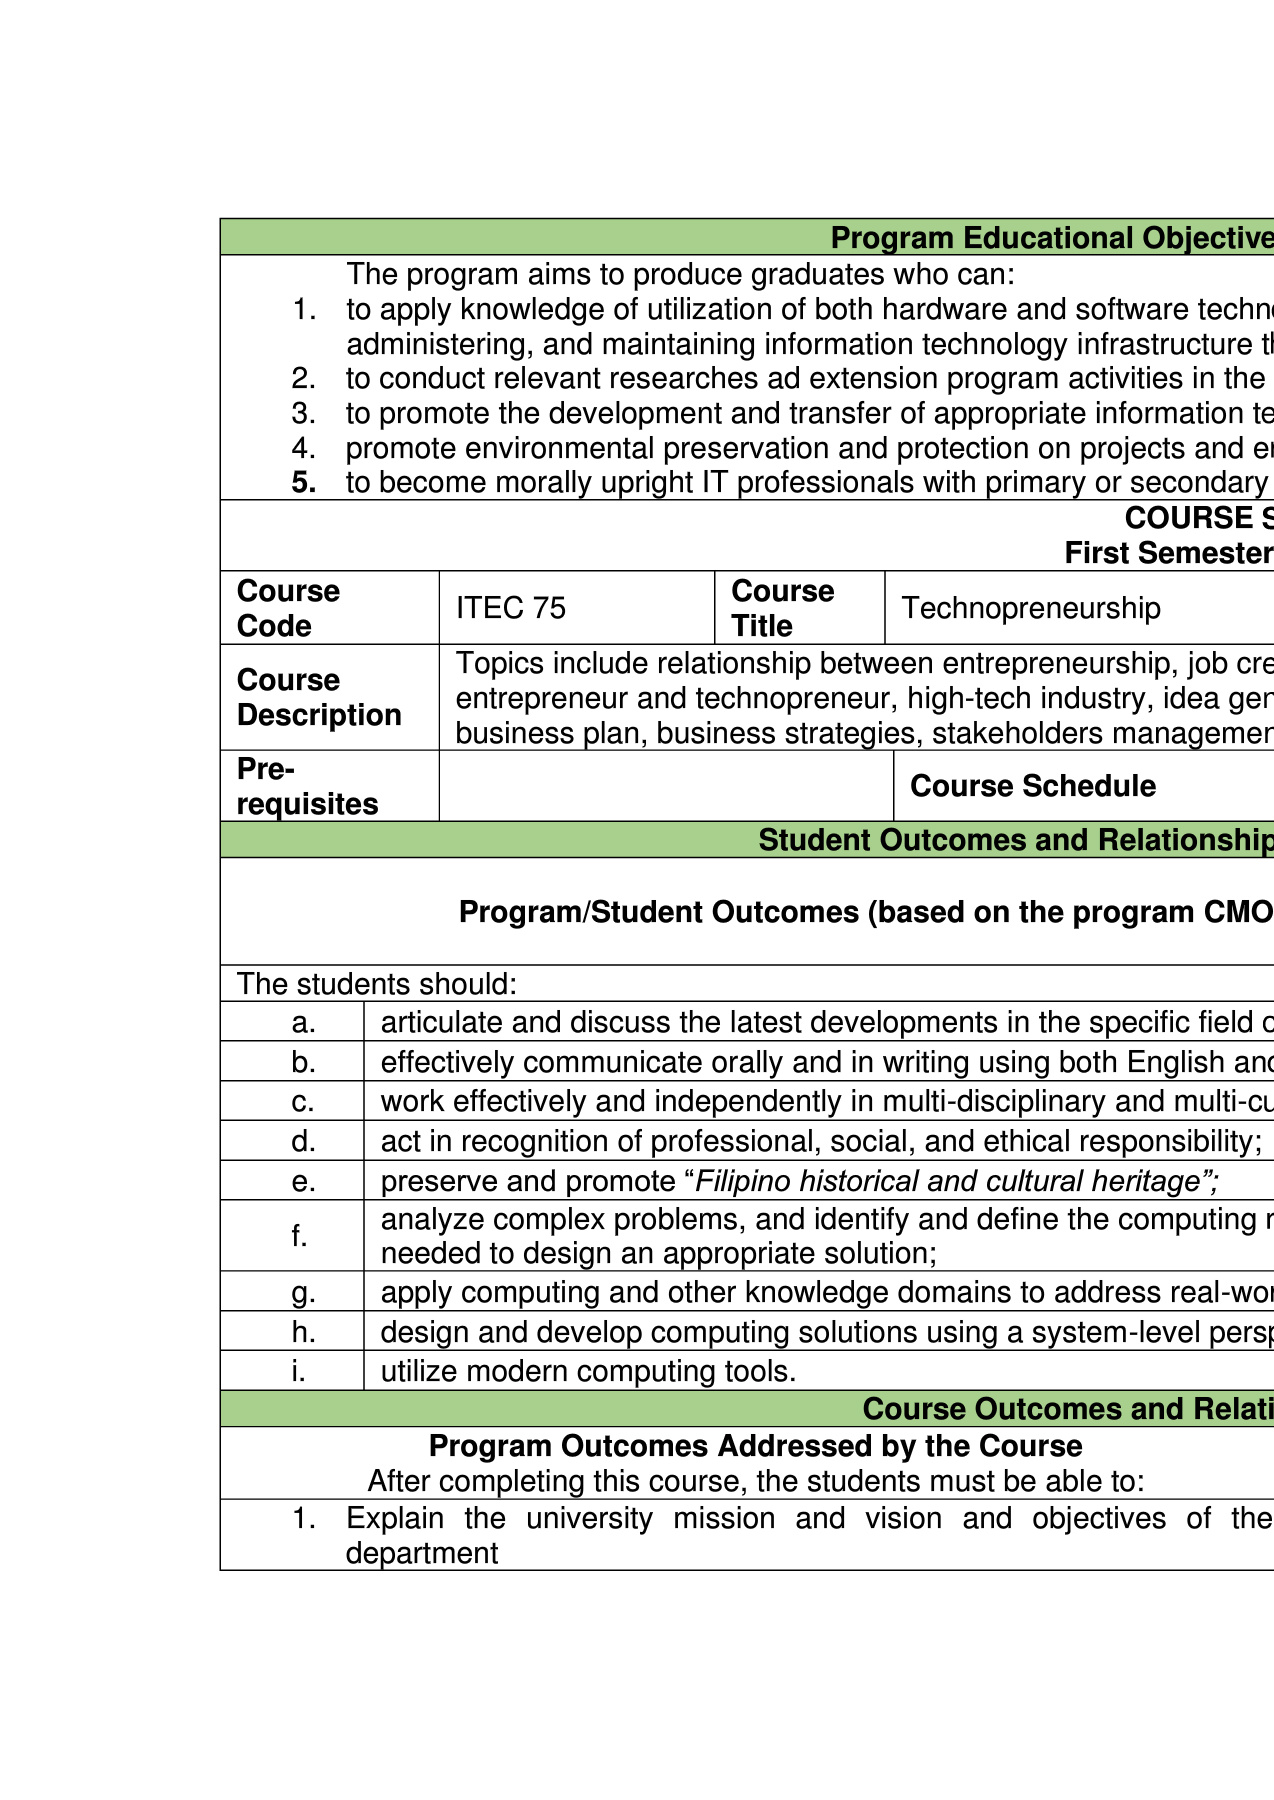 Program Educational Objective
The program aims to produce graduates who can:
1. to apply knowledge of utilization of both hardware and software
administering, and maintaining information technology infrastructure
2. to conduct relevant researches ad extension program activities in the
3. to promote the development and transfer of appropriate information
4. promote environmental preservation and protection on projects and
5. to become morally upright IT professionals with primary or secondary
COURSE
First Semester
Course
Code
ITEC 75
Course
Title
Technopreneurship
Course
Description
Topics include relationship between entrepreneurship, job
entrepreneur and technopreneur, high-tech industry, idea
business plan, business strategies, stakeholders
Pre-
requisites
Course Schedule
Student Outcomes and Relationship
Program/Student Outcomes (based on the program CMO
The students should:
a. articulate and discuss the latest developments in the specific field
b. effectively communicate orally and in writing using both English
c. work effectively and independently in multi-disciplinary and
d. act in recognition of professional, social, and ethical responsibility;
e. preserve and promote “Filipino historical and cultural heritage”;
f. analyze complex problems, and identify and define the computing
needed to design an appropriate solution;
g. apply computing and other knowledge domains to address
h. design and develop computing solutions using a system-level
i. utilize modern computing tools.
Course Outcomes and
Program Outcomes Addressed by the Course
After completing this course, the students must be able to:
1. Explain the university mission and vision and objectives of the
department